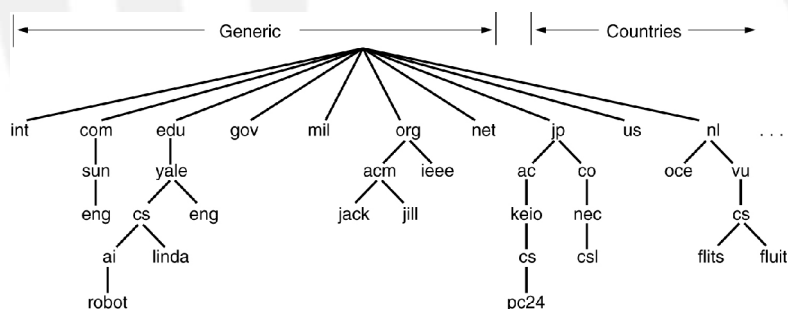 Generic Countries
int com edu gov mil org net jp us nl . . .
sun yale acm ieee ac co oce vu
eng cs eng jack jill keio nec cs
ai linda cs csl flits fluit
robot pc24